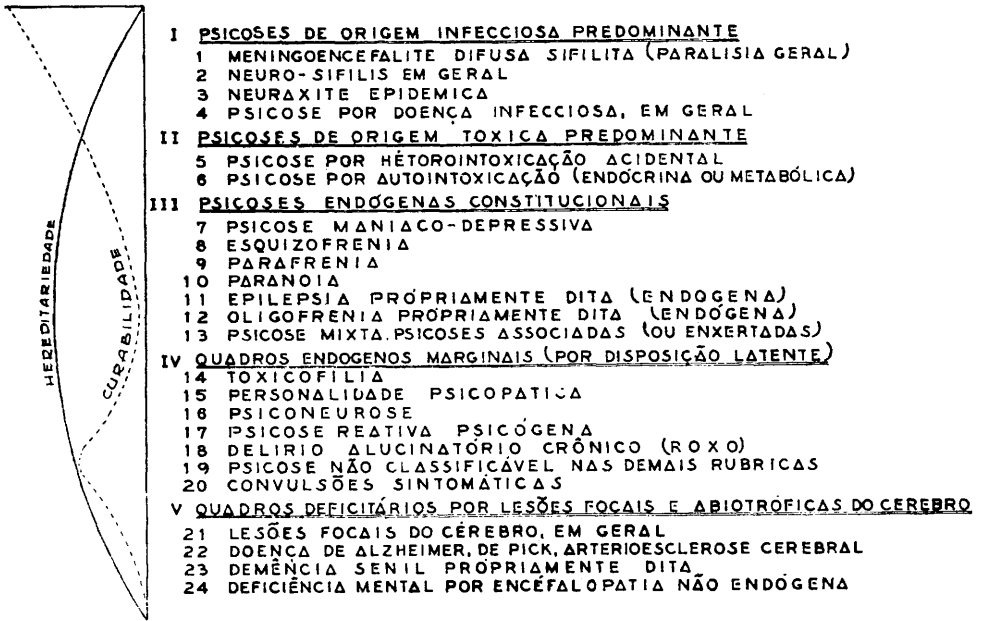 HEREDITARIEDADE
CURABILIDADE
I PSICOSES DE ORIGEM INFECCIOSA PREDOMINANTE
1 MENINGOENCEFALITE DIFUSA SIFILITA (PARALISIA GERAL)
2 NEURO-SIFILIS EM GERAL
3 NEURAXITE EPIDEMICA
4 PSICOSE POR DOENÇA INFECCIOSA, EM GERAL
II PSICOSES DE ORIGEM TOXICA PREDOMINANTE
5 PSICOSE POR HÉTOROINTOXICAÇÃO ACIDENTAL
6 PSICOSE POR AUTOINTOXICAÇÃO (ENDÓCRINA OU METABÓLICA)
III PSICOSES ENDÓGENAS CONSTITUCIONAIS
7 PSICOSE MANIACO-DEPRESSIVA
8 ESQUIZOFRENIA
9 PARAFRENIA
10 PARANOIA
11 EPILEPSIA PRÓPRIAMENTE DITA (ENDOGENA)
12 OLIGOFRENIA PRÓPRIAMENTE DITA (ENDÓGENA)
13 PSICOSE MIXTA. PSICOSES ASSOCIADAS (OU ENXERTADAS)
IV QUADROS ENDOGENOS MARGINAIS (POR DISPOSIÇÃO LATENTE)
14 TOXICOFILIA
15 PERSONALIDADE PSICOPATICA
16 PSICONEUROSE
17 PSICOSE REATIVA PSICÓGENA
18 DELIRIO ALUCINATÓRIO CRÔNICO (ROXO)
19 PSICOSE NÃO CLASSIFICÁVEL NAS DEMAIS RUBRICAS
20 CONVULSÕES SINTOMÁTICAS
V QUADROS DEFICITÁRIOS POR LESÕES FOCAIS E ABIOTRÓFICAS DO CÉREBRO
21 LESÕES FOCAIS DO CÉREBRO, EM GERAL
22 DOENÇA DE ALZHEIMER, DE PICK, ARTERIOESCLEROSE CEREBRAL
23 DEMÊNCIA SENIL PRÓPRIAMENTE DITA
24 DEFICIÊNCIA MENTAL POR ENCÉFALOPATIA NÃO ENDÓGENA